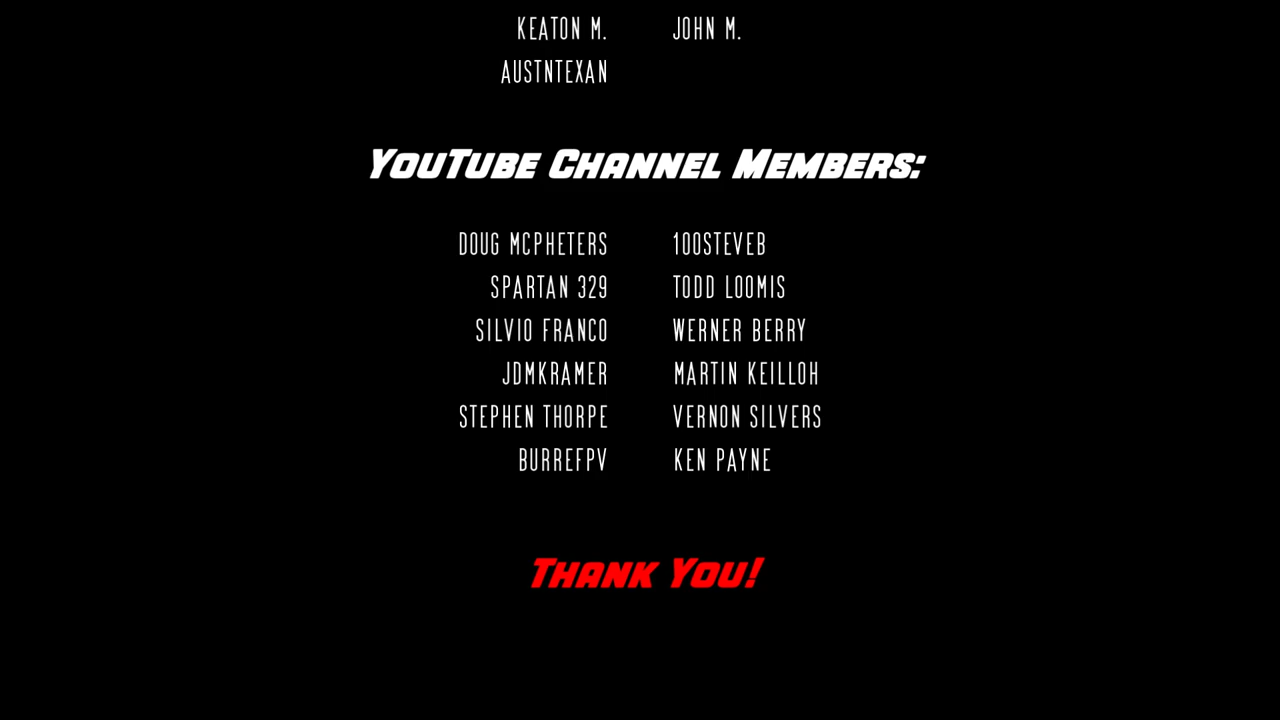 KEATON M. JOHN M.
AUSTNTEXAN
YOUTUBE CHANNEL MEMBERS:
DOUG MCPHETERS 100STEVEB
SPARTAN 329 TODD LOOMIS
SILVIO FRANCO WERNER BERRY
JDMKRAMER MARTIN KEILLOH
STEPHEN THORPE VERNON SILVERS
BURREFPV KEN PAYNE
THANK YOU!